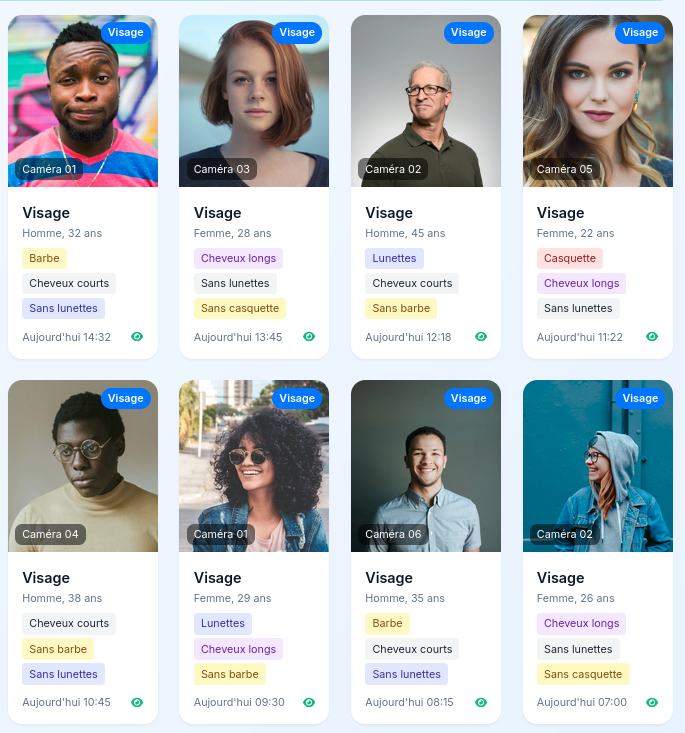 Visage
Visage
Visage
Visage
Caméra 01
Caméra 03
Caméra 02
Caméra 05
Visage
Homme, 32 ans
Barbe
Cheveux courts
Sans lunettes
Aujourd'hui 14:32
Visage
Femme, 28 ans
Cheveux longs
Sans lunettes
Sans casquette
Aujourd'hui 13:45
Visage
Homme, 45 ans
Lunettes
Cheveux courts
Sans barbe
Aujourd'hui 12:18
Visage
Femme, 22 ans
Casquette
Cheveux longs
Sans lunettes
Aujourd'hui 11:22
Visage
Visage
Visage
Visage
Caméra 04
Caméra 01
Caméra 06
Caméra 02
Visage
Homme, 38 ans
Cheveux courts
Sans barbe
Sans lunettes
Aujourd'hui 10:45
Visage
Femme, 29 ans
Lunettes
Cheveux longs
Sans barbe
Aujourd'hui 09:30
Visage
Homme, 35 ans
Barbe
Cheveux courts
Sans lunettes
Aujourd'hui 08:15
Visage
Femme, 26 ans
Cheveux longs
Sans lunettes
Sans casquette
Aujourd'hui 07:00